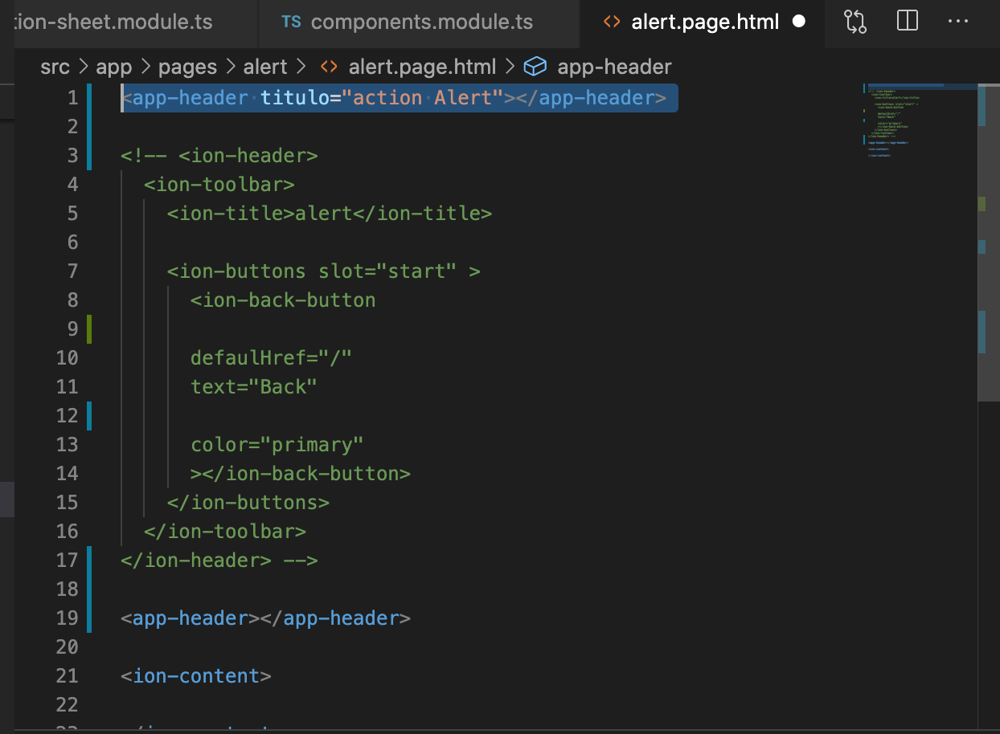 ion-sheet.module.ts TS components.module.ts <> alert.page.html
src > app > pages > alert > <> alert.page.html > app-header
1 <app-header titulo="action Alert"></app-header>
2
3 <!-- <ion-header>
4 <ion-toolbar>
5 <ion-title>alert</ion-title>
6
7 <ion-buttons slot="start" >
8 <ion-back-button
9
10 defaulHref="/"
11 text="Back"
12
13 color="primary"
14 ></ion-back-button>
15 </ion-buttons>
16 </ion-toolbar>
17 </ion-header> -->
18
19 <app-header></app-header>
20
21 <ion-content>
22